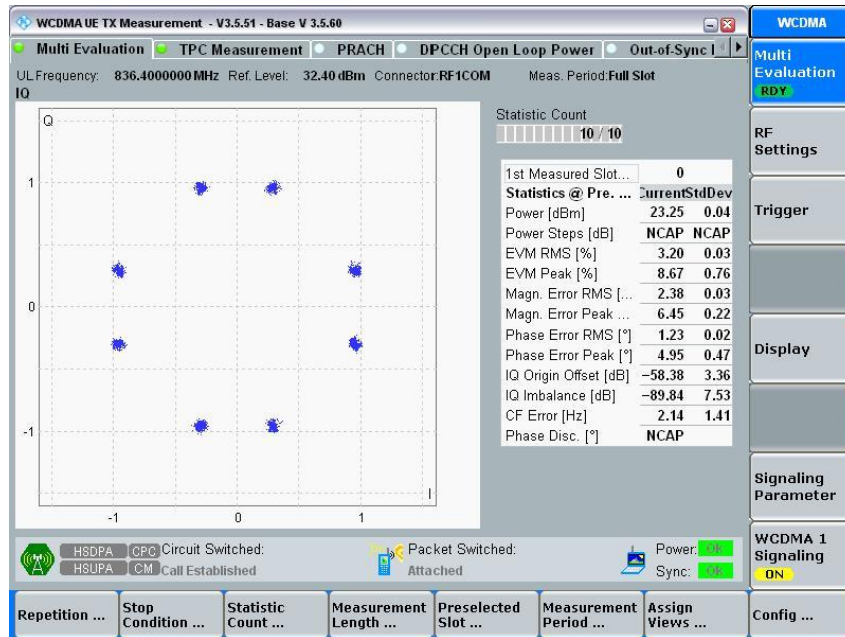 WCDMA UE TX Measurement - V3.5.51 - Base V 3.5.60
WCDMA
Multi Evaluation TPC Measurement PRACH DPCCH Open Loop Power Out-of-Sync
Multi Evaluation
RDY
UL Frequency: 836.4000000 MHz Ref. Level: 32.40 dBm Connector:RF1COM Meas. Period:Full Slot
IQ
Q
1
0
-1
-1 0 1
I
Statistic Count
10 / 10
1st Measured Slot... 0
Statistics @ Pre. ... Current StdDev
Power [dBm] 23.25 0.04
Power Steps [dB] NCAP NCAP
EVM RMS [%] 3.20 0.03
EVM Peak [%] 8.67 0.76
Magn. Error RMS [... 2.38 0.03
Magn. Error Peak ... 6.45 0.22
Phase Error RMS [°] 1.23 0.02
Phase Error Peak [°] 4.95 0.47
IQ Origin Offset [dB] −58.38 3.36
IQ Imbalance [dB] −89.84 7.53
CF Error [Hz] 2.14 1.41
Phase Disc. [°] NCAP
RF
Settings
Trigger
Display
Signaling
Parameter
WCDMA 1
Signaling
ON
HSDPA CPC Circuit Switched:
HSUPA CM Call Established
Packet Switched:
Attached
Power: OK
Sync: OK
Repetition ...
Stop
Condition ...
Statistic
Count ...
Measurement
Length ...
Preselected
Slot ...
Measurement
Period ...
Assign
Views ...
Config ...